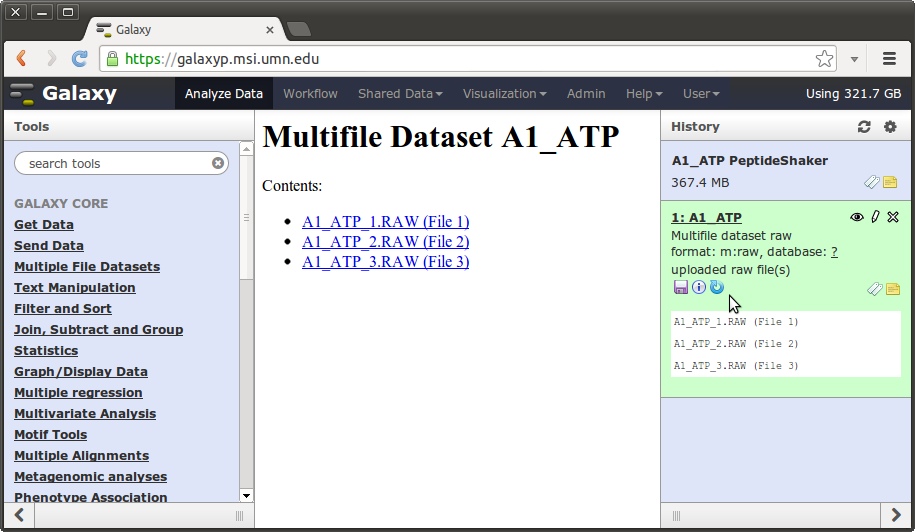 Galaxy
https://galaxyp.msi.umn.edu
Galaxy
Analyze Data Workflow Shared Data Visualization Admin Help User Using 321.7 GB
Tools
search tools
GALAXY CORE
Get Data
Send Data
Multiple File Datasets
Text Manipulation
Filter and Sort
Join, Subtract and Group
Statistics
Graph/Display Data
Multiple regression
Multivariate Analysis
Motif Tools
Multiple Alignments
Metagenomic analyses
Phenotype Association
Multifile Dataset A1_ATP
Contents:
A1_ATP_1.RAW (File 1)
A1_ATP_2.RAW (File 2)
A1_ATP_3.RAW (File 3)
History
A1_ATP PeptideShaker
367.4 MB
1: A1_ATP
Multifile dataset raw
format: m:raw, database: ?
uploaded raw file(s)
A1_ATP_1.RAW (File 1)
A1_ATP_2.RAW (File 2)
A1_ATP_3.RAW (File 3)